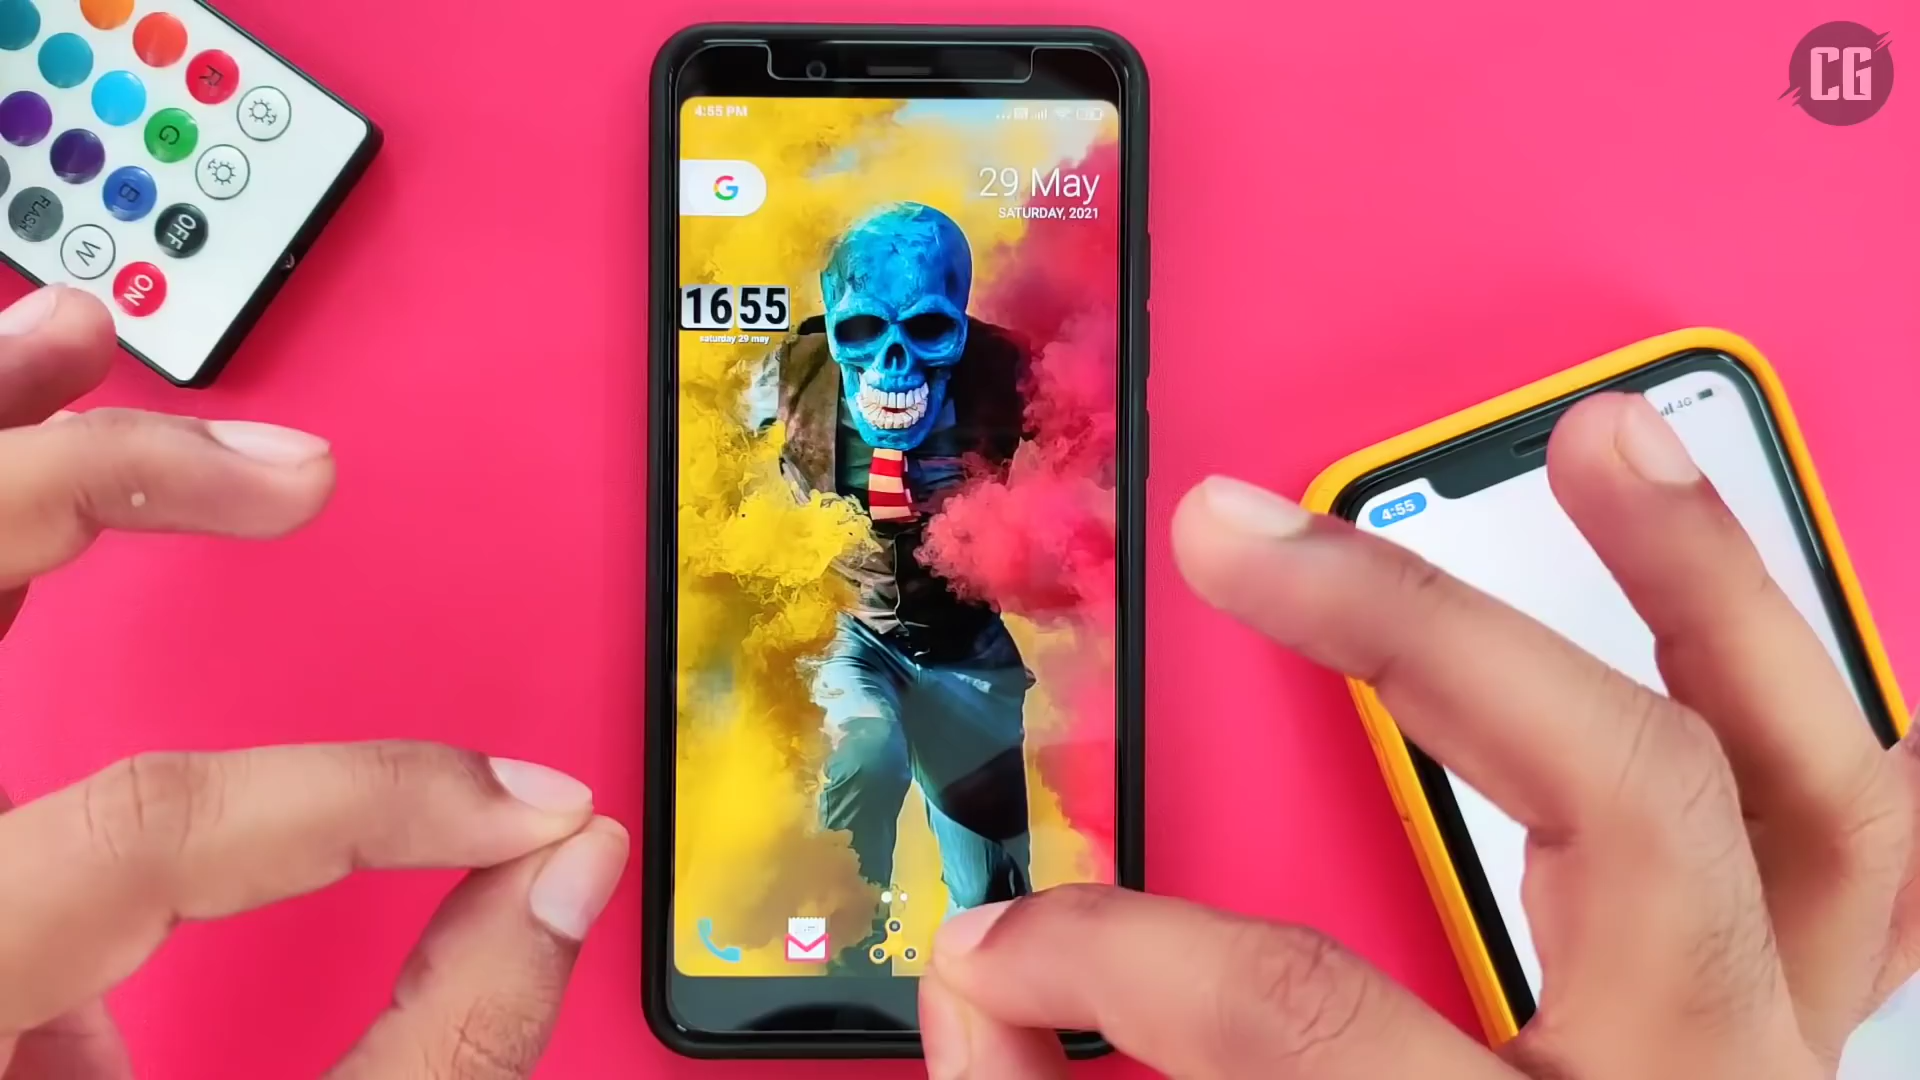 R
G
B
FLASH
W
OFF
ON
CG
4:55 PM
G
29 May
SATURDAY, 2021
16 55
saturday 29 may
4G
4:55